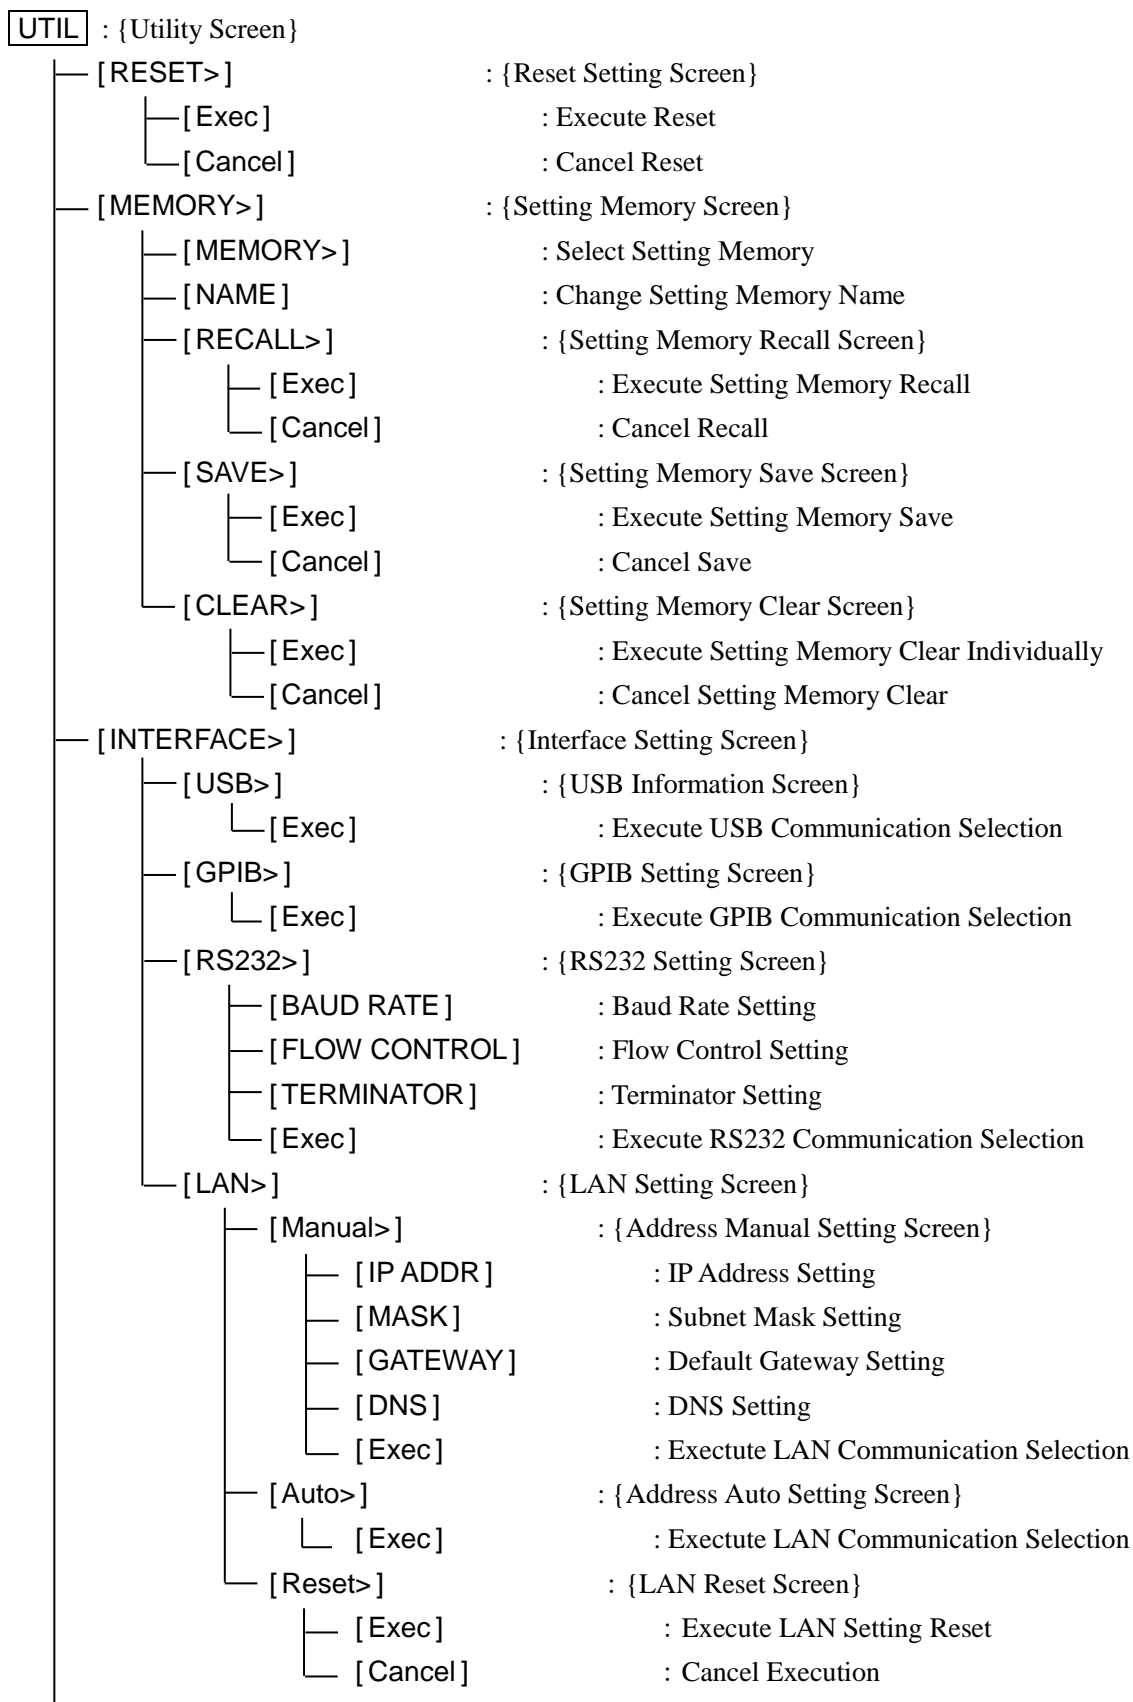 UTIL : {Utility Screen}
[RESET>] : {Reset Setting Screen}
[Exec] : Execute Reset
[Cancel] : Cancel Reset
[MEMORY>] : {Setting Memory Screen}
[MEMORY>] : Select Setting Memory
[NAME] : Change Setting Memory Name
[RECALL>] : {Setting Memory Recall Screen}
[Exec] : Execute Setting Memory Recall
[Cancel] : Cancel Recall
[SAVE>] : {Setting Memory Save Screen}
[Exec] : Execute Setting Memory Save
[Cancel] : Cancel Save
[CLEAR>] : {Setting Memory Clear Screen}
[Exec] : Execute Setting Memory Clear Individually
[Cancel] : Cancel Setting Memory Clear
[INTERFACE>] : {Interface Setting Screen}
[USB>] : {USB Information Screen}
[Exec] : Execute USB Communication Selection
[GPIB>] : {GPIB Setting Screen}
[Exec] : Execute GPIB Communication Selection
[RS232>] : {RS232 Setting Screen}
[BAUD RATE] : Baud Rate Setting
[FLOW CONTROL] : Flow Control Setting
[TERMINATOR] : Terminator Setting
[Exec] : Execute RS232 Communication Selection
[LAN>] : {LAN Setting Screen}
[Manual>] : {Address Manual Setting Screen}
[IP ADDR] : IP Address Setting
[MASK] : Subnet Mask Setting
[GATEWAY] : Default Gateway Setting
[DNS] : DNS Setting
[Exec] : Exectute LAN Communication Selection
[Auto>] : {Address Auto Setting Screen}
[Exec] : Exectute LAN Communication Selection
[Reset>] : {LAN Reset Screen}
[Exec] : Execute LAN Setting Reset
[Cancel] : Cancel Execution